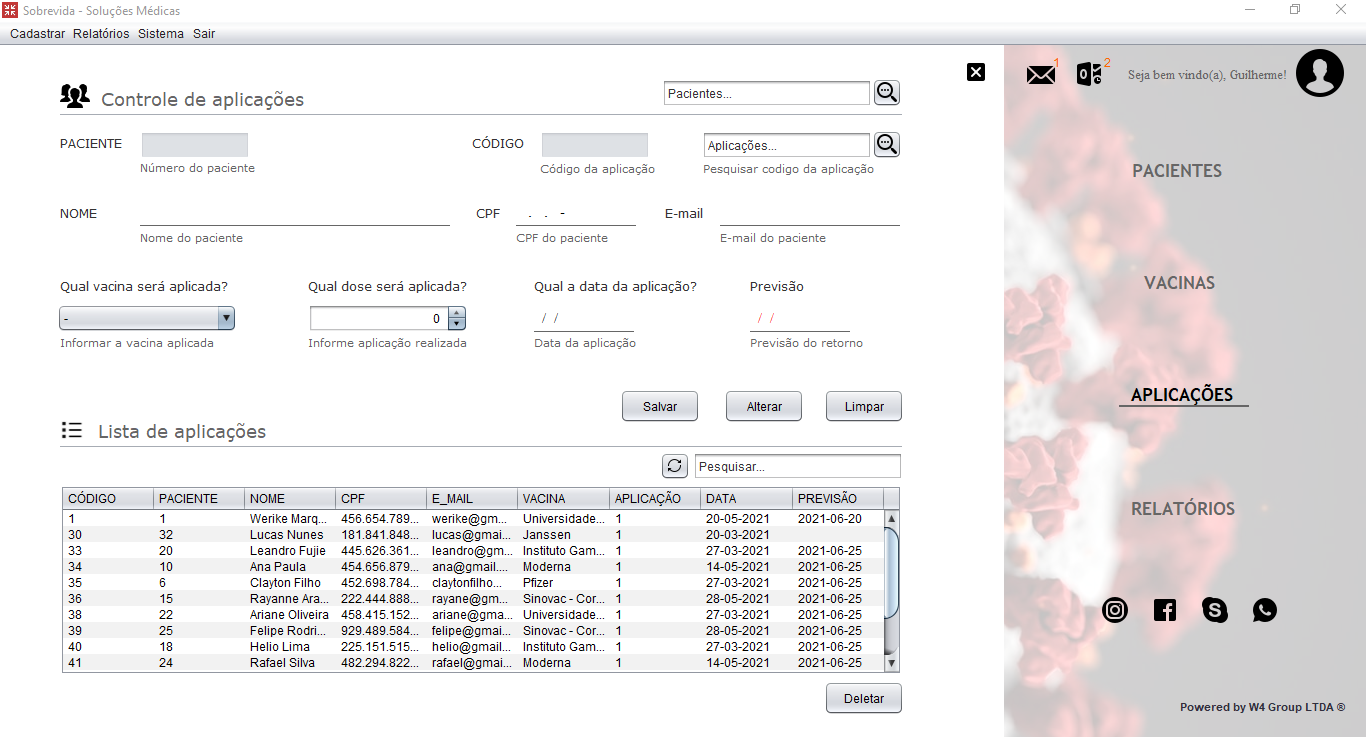 Sobrevida - Soluções Médicas
Cadastrar Relatórios Sistema Sair
1
2
Seja bem vindo(a), Guilherme!
Controle de aplicações
Pacientes...
PACIENTE
Número do paciente
CÓDIGO
Código da aplicação
Aplicações...
Pesquisar codigo da aplicação
NOME
Nome do paciente
CPF . . -
CPF do paciente
E-mail
E-mail do paciente
Qual vacina será aplicada?
-
Informar a vacina aplicada
Qual dose será aplicada?
0
Informe aplicação realizada
Qual a data da aplicação?
/ /
Data da aplicação
Previsão
/ /
Previsão do retorno
Salvar Alterar Limpar
Lista de aplicações
Pesquisar...
CÓDIGO PACIENTE NOME CPF E_MAIL VACINA APLICAÇÃO DATA PREVISÃO
1 1 Werike Marq... 456.654.789... werike@gm... Universidade... 1 20-05-2021 2021-06-20
30 32 Lucas Nunes 181.841.848... lucas@gmai... Janssen 1 20-03-2021
33 20 Leandro Fujie 445.626.361... leandro@gm... Instituto Gam... 1 27-03-2021 2021-06-25
34 10 Ana Paula 454.656.879... ana@gmail.... Moderna 1 14-05-2021 2021-06-25
35 6 Clayton Filho 452.698.784... claytonfilho... Pfizer 1 27-03-2021 2021-06-25
36 15 Rayanne Ara... 222.444.888... rayane@gm... Sinovac - Cor... 1 28-05-2021 2021-06-25
38 22 Ariane Oliveira 458.415.152... ariane@gma... Universidade... 1 27-03-2021 2021-06-25
39 25 Felipe Rodri... 929.489.584... felipe@gmai... Sinovac - Cor... 1 28-05-2021 2021-06-25
40 18 Helio Lima 225.151.515... helio@gmail... Instituto Gam... 1 27-03-2021 2021-06-25
41 24 Rafael Silva 482.294.822... rafael@gmai... Moderna 1 14-05-2021 2021-06-25
Deletar
PACIENTES
VACINAS
APLICAÇÕES
RELATÓRIOS
Powered by W4 Group LTDA ®